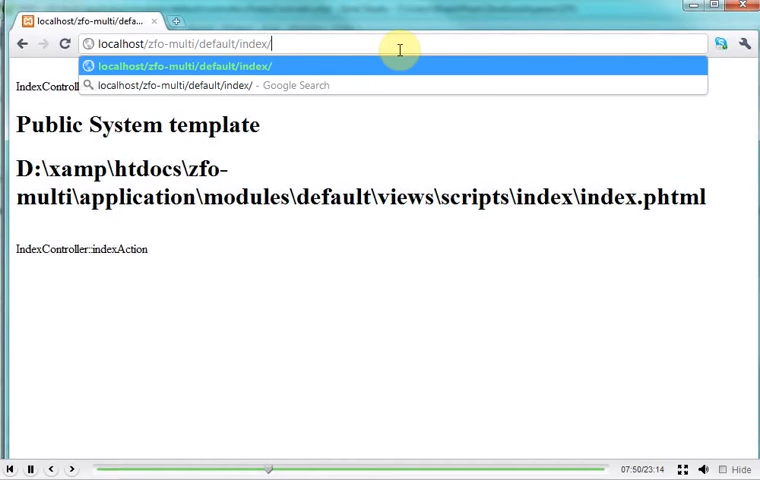 localhost/zfo-multi/defa...
localhost/zfo-multi/default/index/
localhost/zfo-multi/default/index/
localhost/zfo-multi/default/index/ - Google Search
IndexController
Public System template
D:\xamp\htdocs\zfo-
multi\application\modules\default\views\scripts\index\index.phtml
IndexController::indexAction
07:50/23:14
Hide